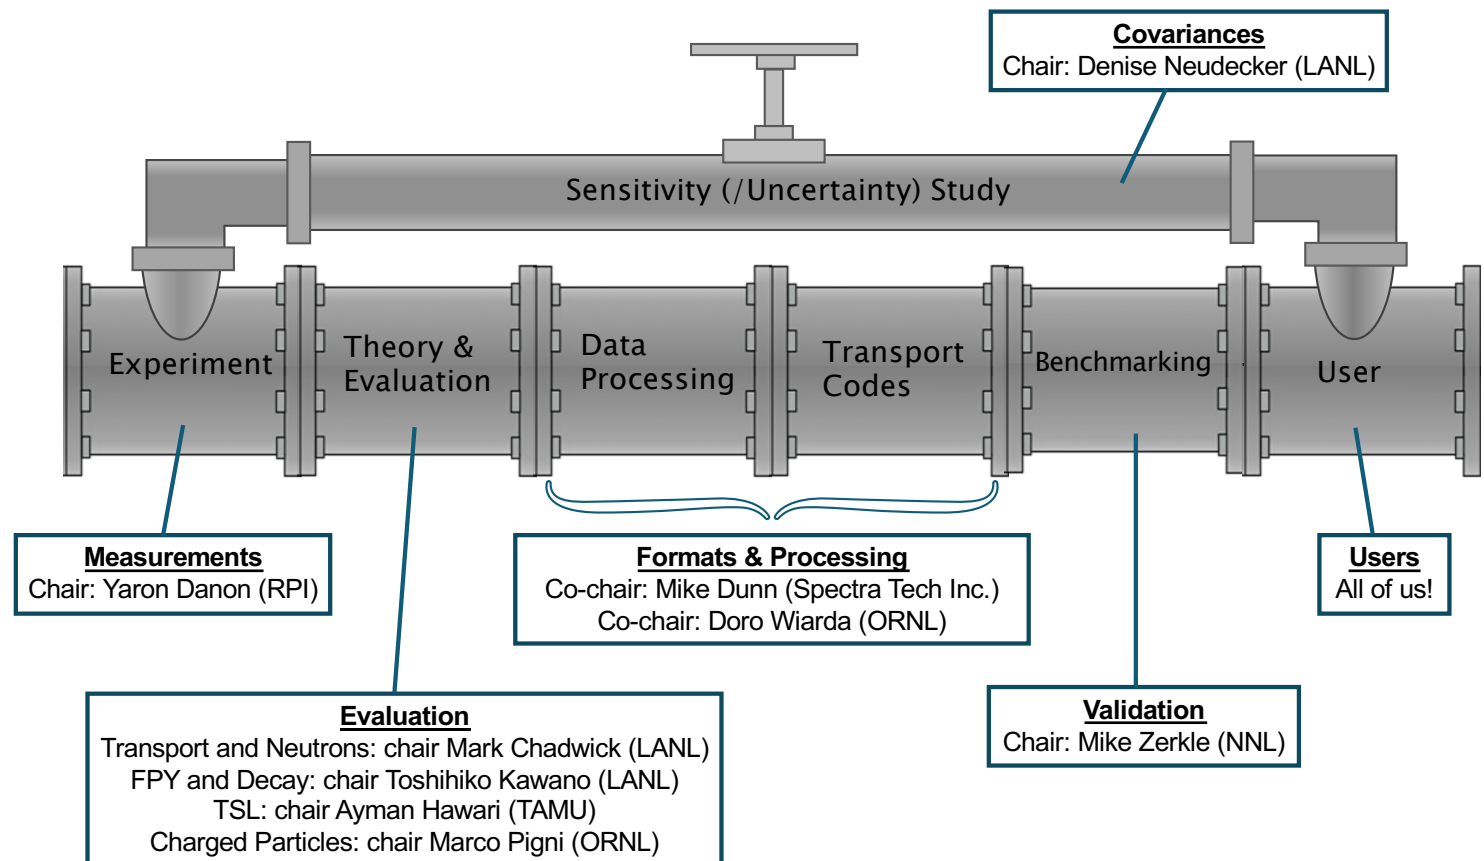 Covariances
Chair: Denise Neudecker (LANL)
Sensitivity (/Uncertainty) Study
Experiment
Theory &
Evaluation
Data
Processing
Transport
Codes
Benchmarking
User
Measurements
Chair: Yaron Danon (RPI)
Formats & Processing
Co-chair: Mike Dunn (Spectra Tech Inc.)
Co-chair: Doro Wiarda (ORNL)
Users
All of us!
Evaluation
Transport and Neutrons: chair Mark Chadwick (LANL)
FPY and Decay: chair Toshihiko Kawano (LANL)
TSL: chair Ayman Hawari (TAMU)
Charged Particles: chair Marco Pigni (ORNL)
Validation
Chair: Mike Zerkle (NNL)